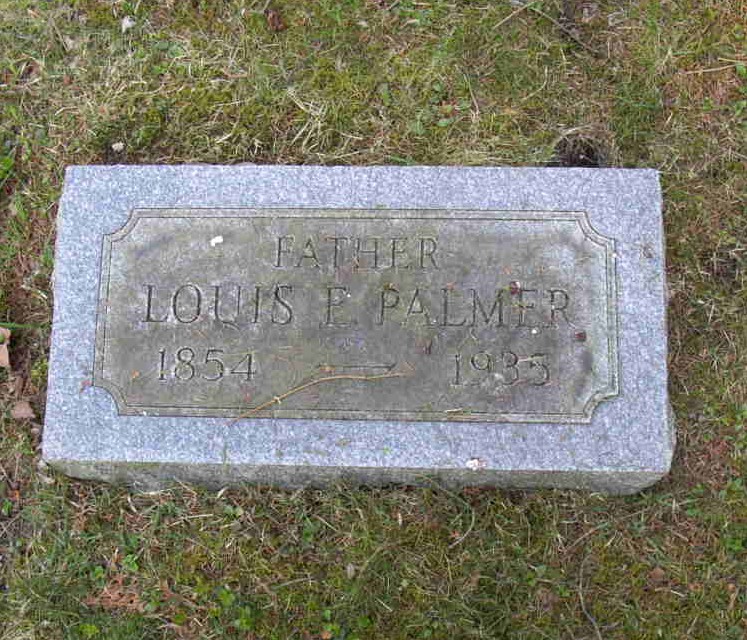 FATHER
LOUIS E. PALMER
1854 — 1935